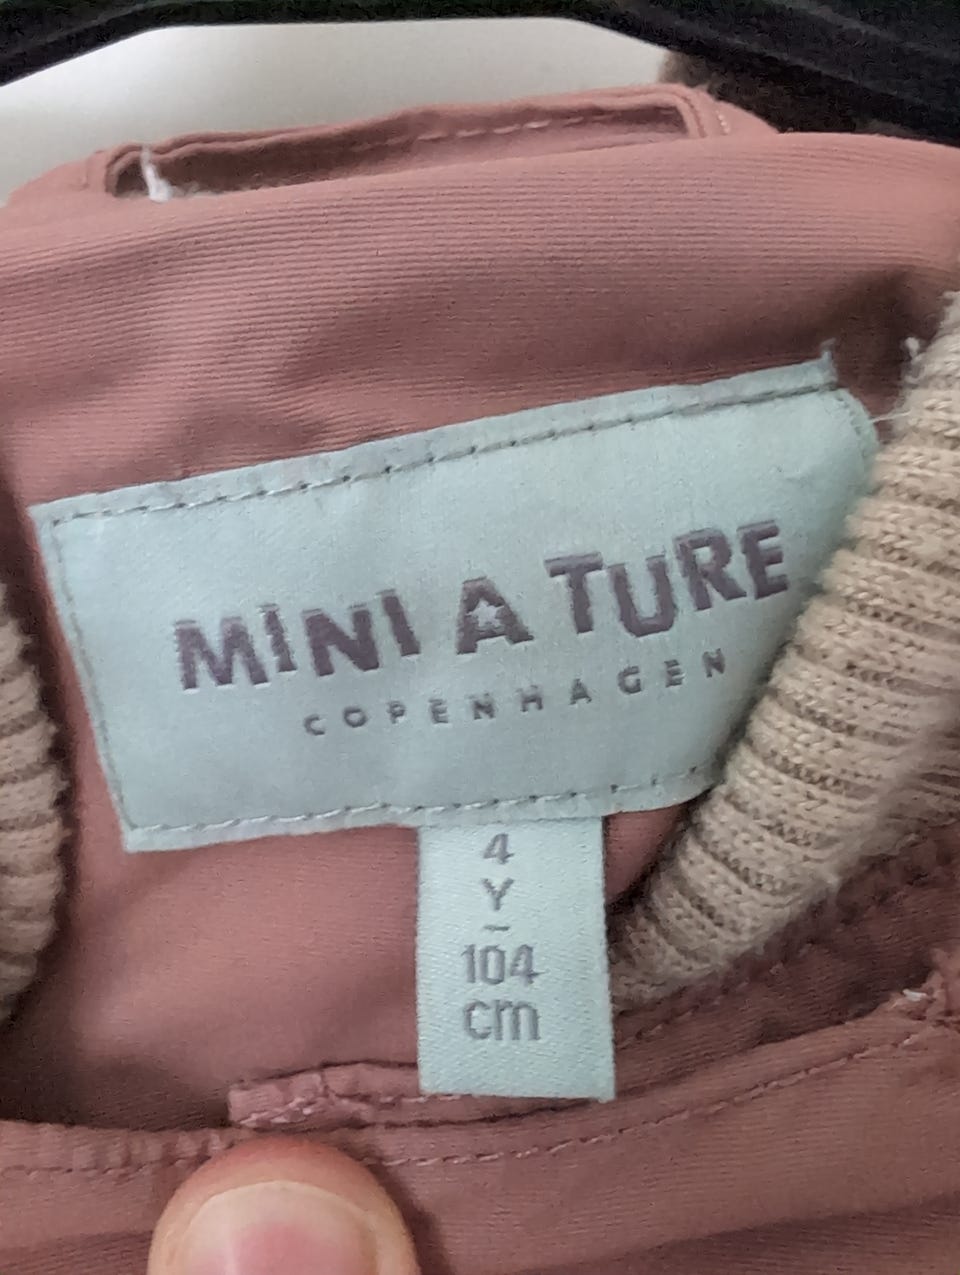 MINI A TURE
COPENHAGEN
4
Y
-
104
cm